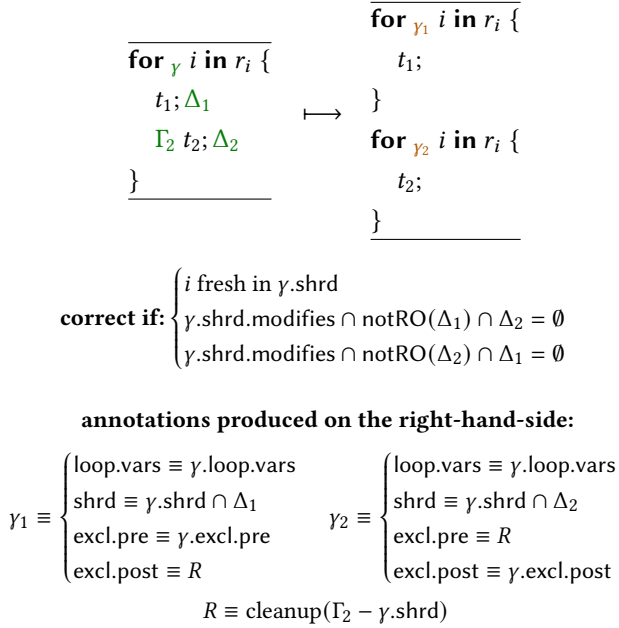 for γ i in rᵢ {
t₁; Δ₁
Γ₂ t₂; Δ₂
}
⟼
for γ₁ i in rᵢ {
t₁;
}
for γ₂ i in rᵢ {
t₂;
}
correct if: { i fresh in γ.shrd
γ.shrd.modifies ∩ notRO(Δ₁) ∩ Δ₂ = ∅
γ.shrd.modifies ∩ notRO(Δ₂) ∩ Δ₁ = ∅
annotations produced on the right-hand-side:
γ₁ ≡ { loop.vars ≡ γ.loop.vars
shrd ≡ γ.shrd ∩ Δ₁
excl.pre ≡ γ.excl.pre
excl.post ≡ R
γ₂ ≡ { loop.vars ≡ γ.loop.vars
shrd ≡ γ.shrd ∩ Δ₂
excl.pre ≡ R
excl.post ≡ γ.excl.post
R ≡ cleanup(Γ₂ − γ.shrd)